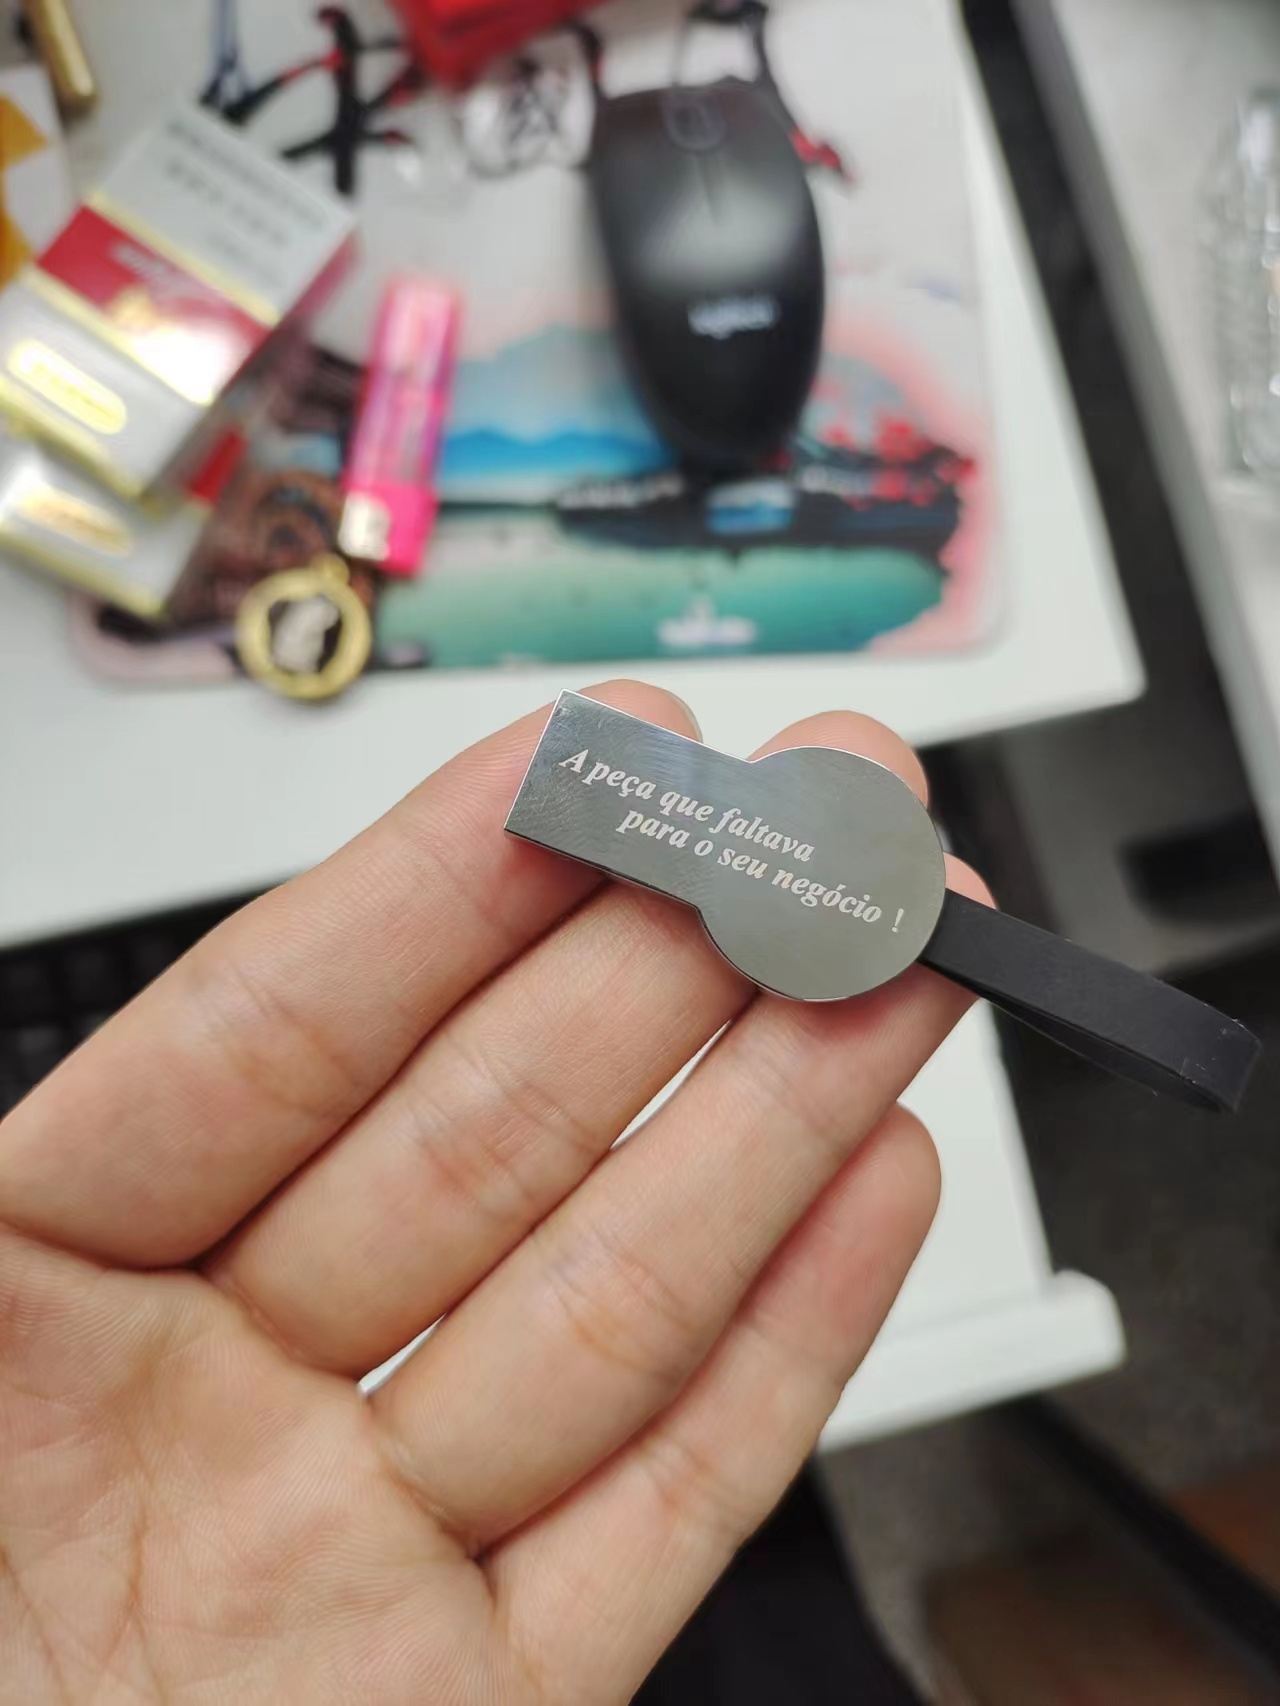 A peça que faltava
para o seu negócio !